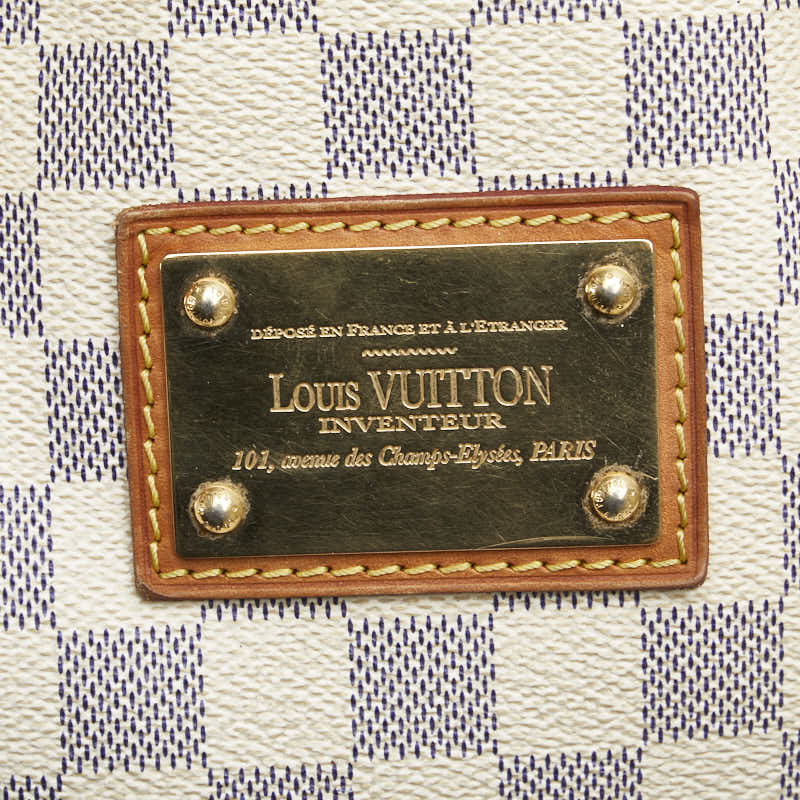 DÉPOSÉ EN FRANCE ET À L'ETRANGER
LOUIS VUITTON
INVENTEUR
101, avenue des Champs-Elysées, PARIS